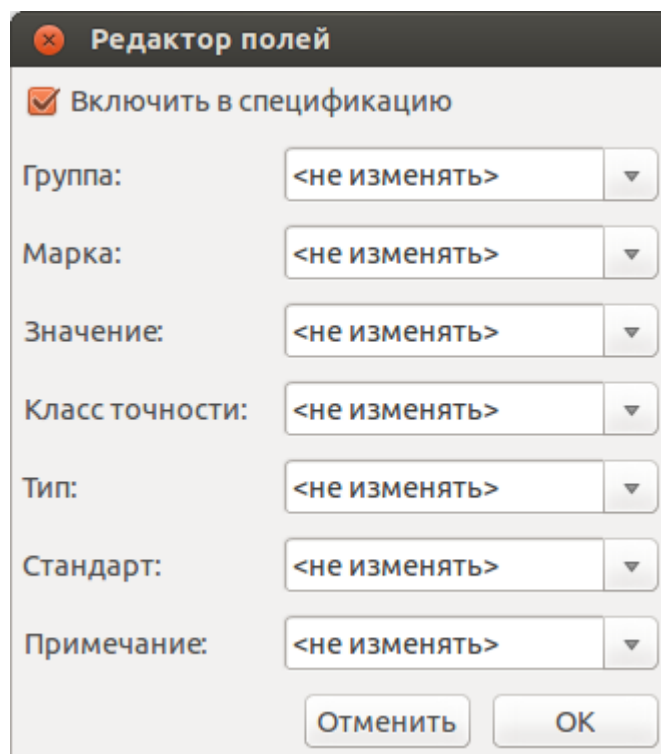 Редактор полей
Включить в спецификацию
Группа: <не изменять>
Марка: <не изменять>
Значение: <не изменять>
Класс точности: <не изменять>
Тип: <не изменять>
Стандарт: <не изменять>
Примечание: <не изменять>
Отменить OK